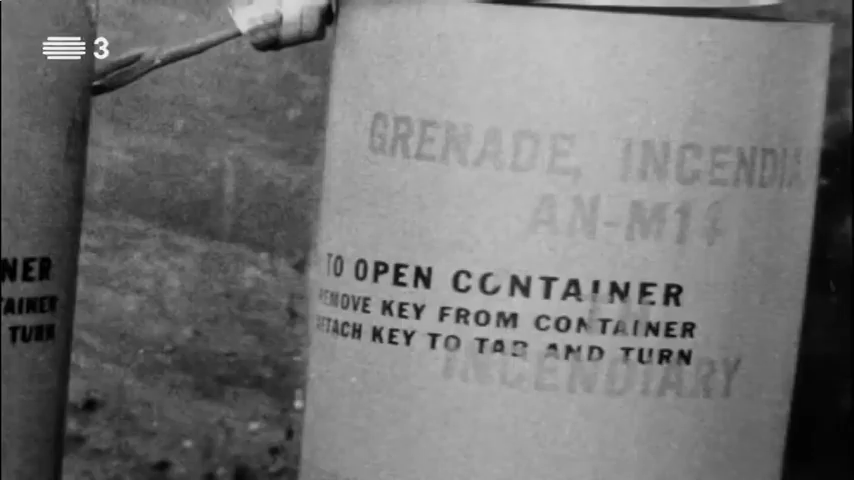 3
GRENADE, INCENDIA
AN-M14
TO OPEN CONTAINER
REMOVE KEY FROM CONTAINER
ATTACH KEY TO TAB AND TURN
INCENDIARY
NER
TAINER
TURN